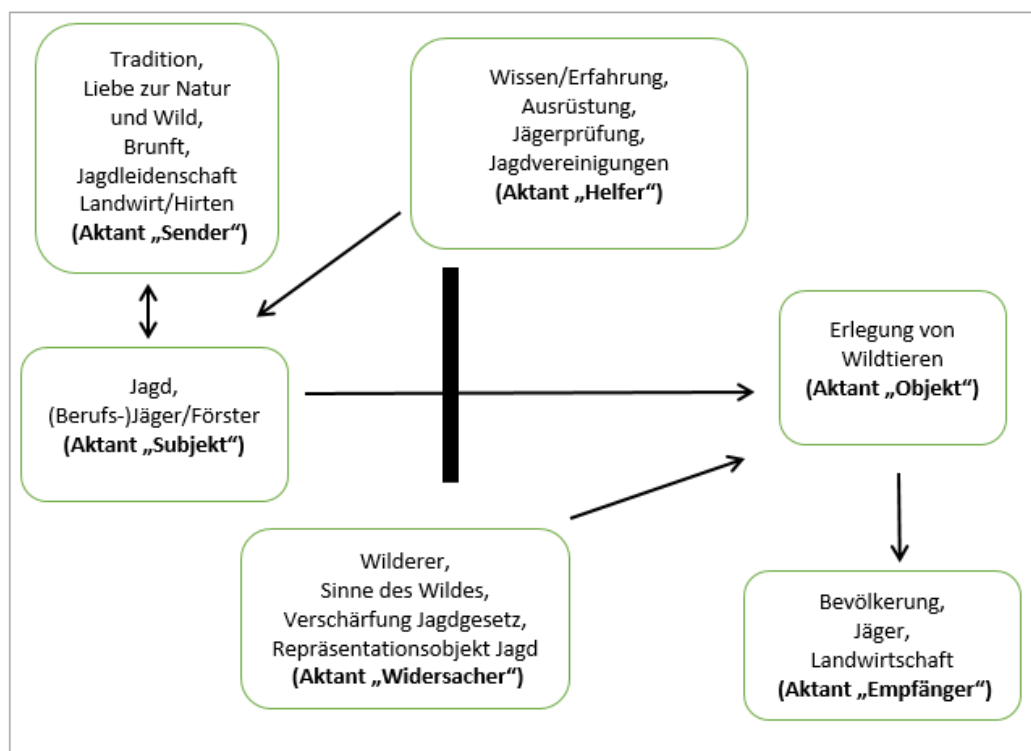 Tradition,
Liebe zur Natur
und Wild,
Brunft,
Jagdleidenschaft
Landwirt/Hirten
(Aktant „Sender“)
Wissen/Erfahrung,
Ausrüstung,
Jägerprüfung,
Jagdvereinigungen
(Aktant „Helfer“)
Jagd,
(Berufs-)Jäger/Förster
(Aktant „Subjekt“)
Erlegung von
Wildtieren
(Aktant „Objekt“)
Wilderer,
Sinne des Wildes,
Verschärfung Jagdgesetz,
Repräsentationsobjekt Jagd
(Aktant „Widersacher“)
Bevölkerung,
Jäger,
Landwirtschaft
(Aktant „Empfänger“)